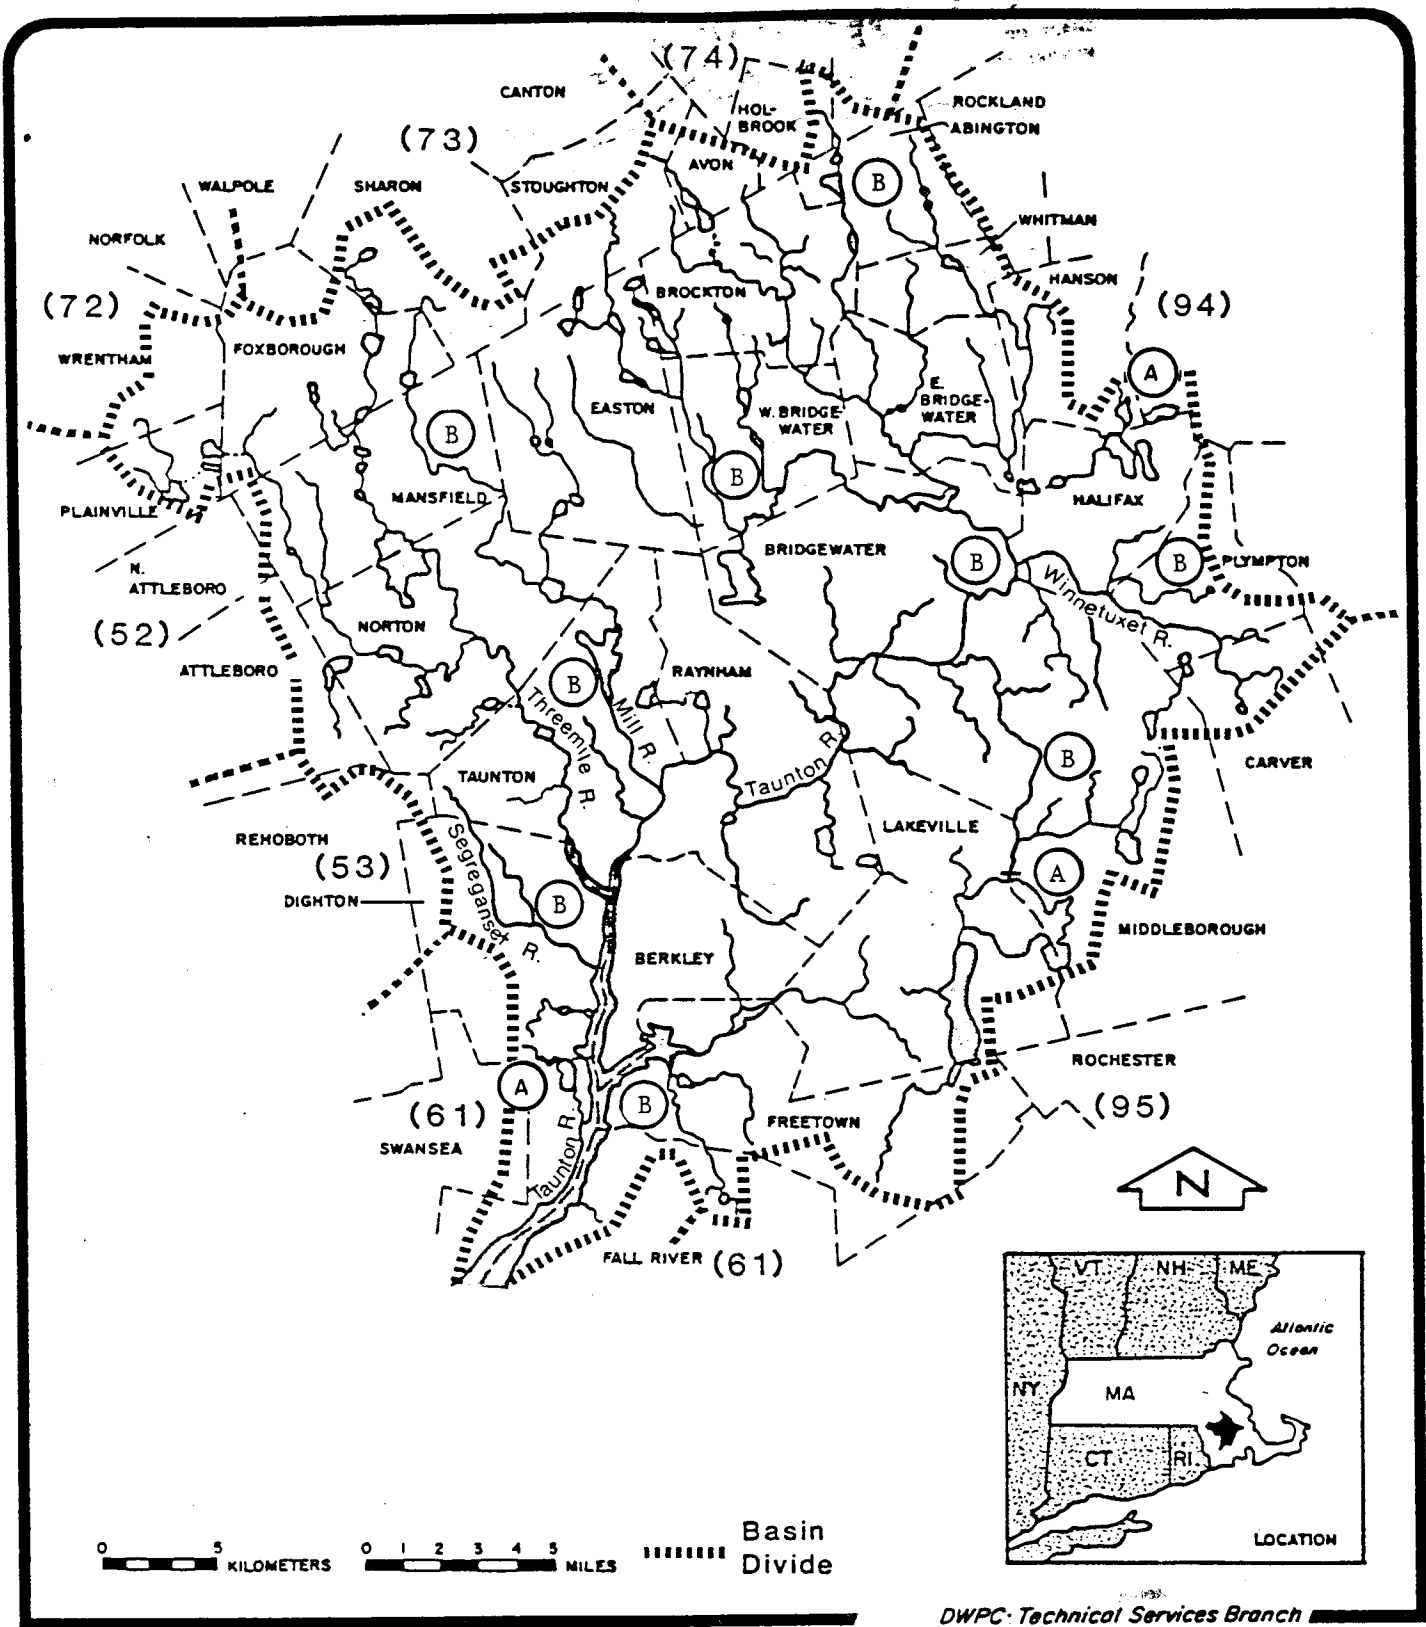 (74)
CANTON
HOL-
BROOK
ROCKLAND
ABINGTON
(73)
AVON
B
WALPOLE
SHARON
STOUGHTON
WHITMAN
NORFOLK
HANSON
(72)
BROCKTON
(94)
WRENTHAM
FOXBOROUGH
A
E.
BRIDGE-
WATER
EASTON
W. BRIDGE-
WATER
B
B
MANSFIELD
HALIFAX
PLAINVILLE
BRIDGEWATER
B
B
PLYMPTON
N.
ATTLEBORO
Winnetuxet R.
(52)
NORTON
ATTLEBORO
B
RAYNHAM
Threemile R.
Mill R.
Taunton R.
B
CARVER
TAUNTON
LAKEVILLE
REHOBOTH
(53)
Segreganset R.
A
DIGHTON
B
MIDDLEBOROUGH
BERKLEY
ROCHESTER
A
B
(61)
(95)
FREETOWN
SWANSEA
Taunton R.
N
FALL RIVER (61)
VT.
NH.
ME.
Atlantic
Ocean
NY
MA
CT.
RI.
LOCATION
0 5 KILOMETERS
0 1 2 3 4 5 MILES
Basin
Divide
DWPC· Technical Services Branch